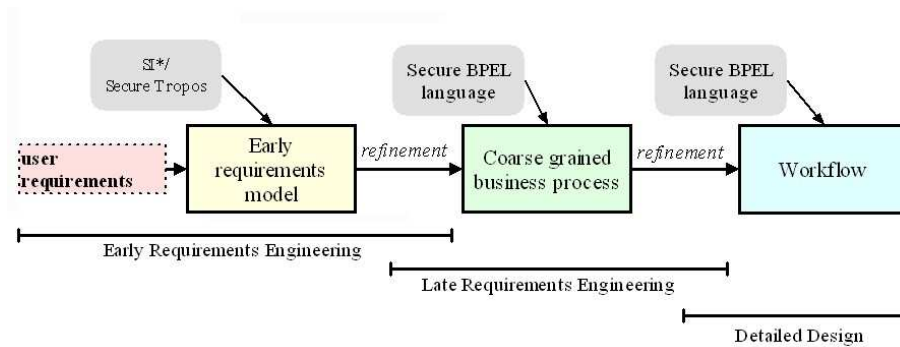 SI*/
Secure Tropos
Secure BPEL
language
Secure BPEL
language
user
requirements
Early
requirements
model
refinement
Coarse grained
business process
refinement
Workflow
Early Requirements Engineering
Late Requirements Engineering
Detailed Design